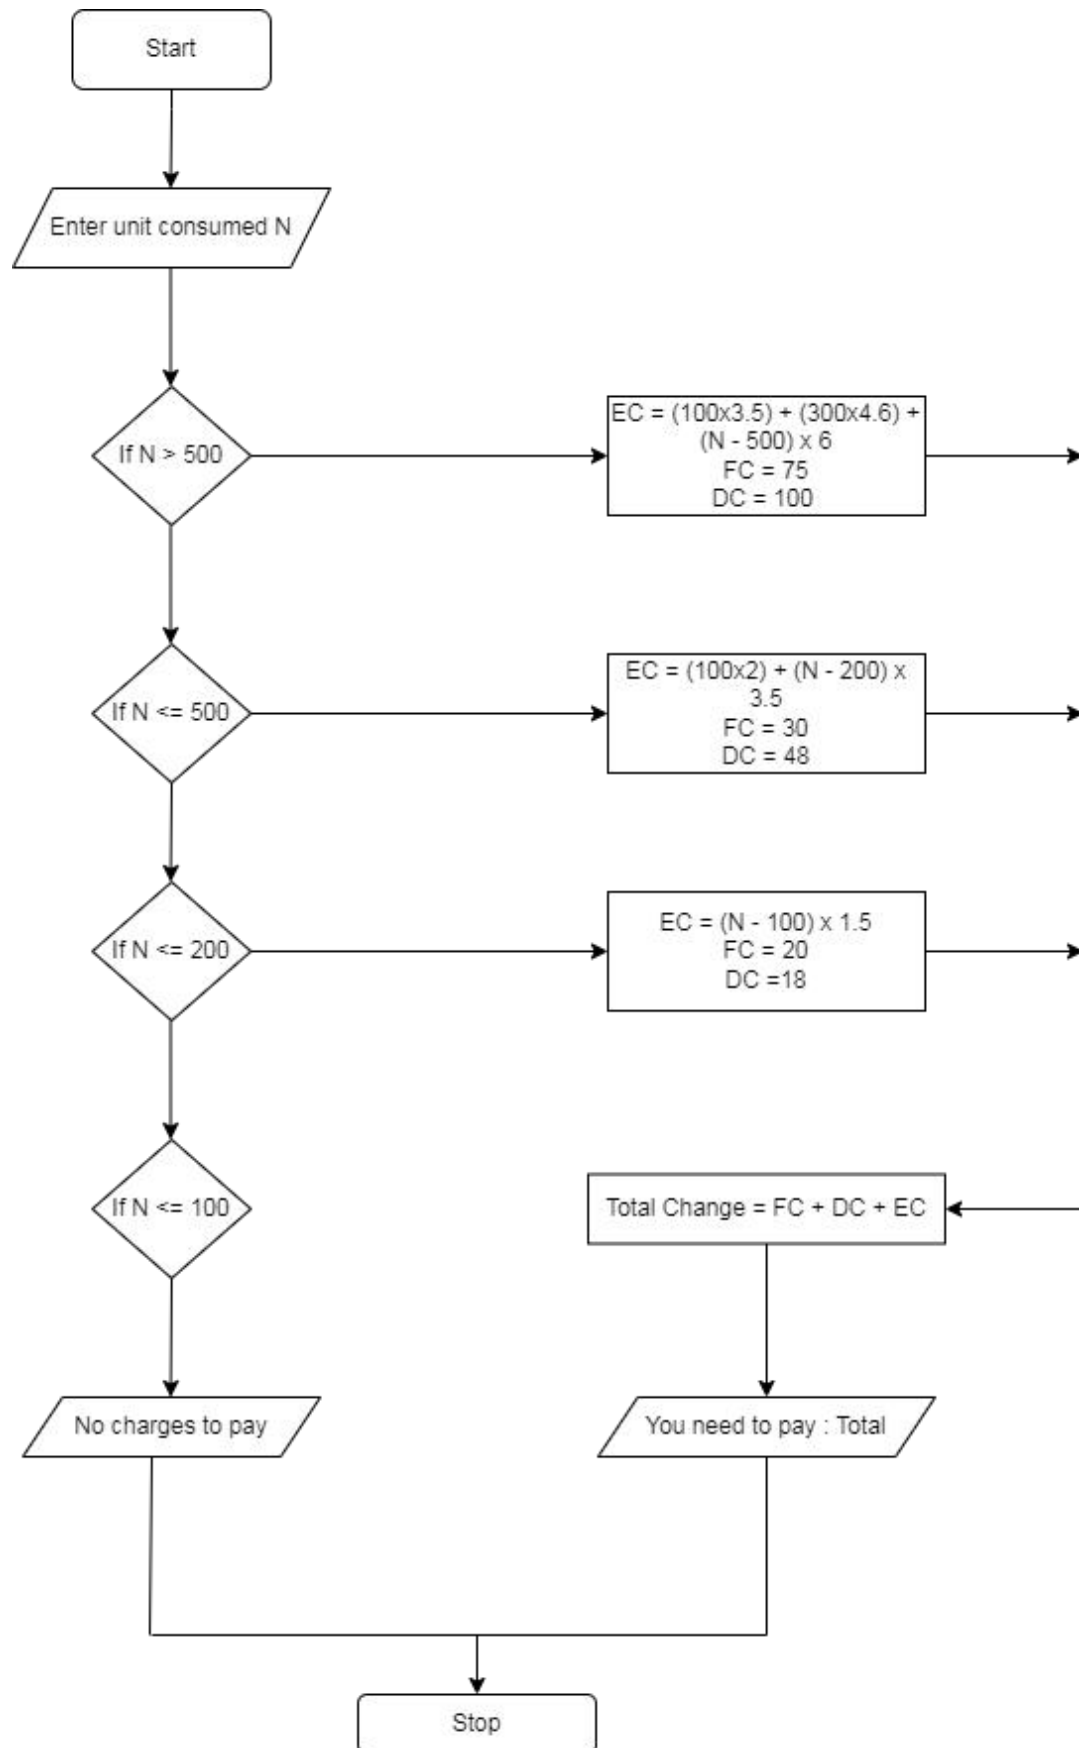 Start
Enter unit consumed N
If N > 500
EC = (100x3.5) + (300x4.6) +
(N - 500) x 6
FC = 75
DC = 100
If N <= 500
EC = (100x2) + (N - 200) x
3.5
FC = 30
DC = 48
If N <= 200
EC = (N - 100) x 1.5
FC = 20
DC =18
If N <= 100
Total Change = FC + DC + EC
No charges to pay
You need to pay : Total
Stop